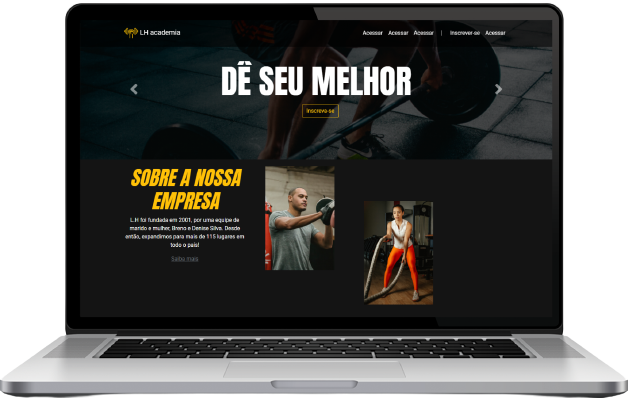 LH academia
Acessar Acessar Acessar | Inscrever-se Acessar
DÊ SEU MELHOR
Inscreva-se
SOBRE A NOSSA
EMPRESA
L.H foi fundada em 2001, por uma equipe de
marido e mulher, Breno e Denise Silva. Desde
então, expandimos para mais de 115 lugares em
todo o país!
Saiba mais